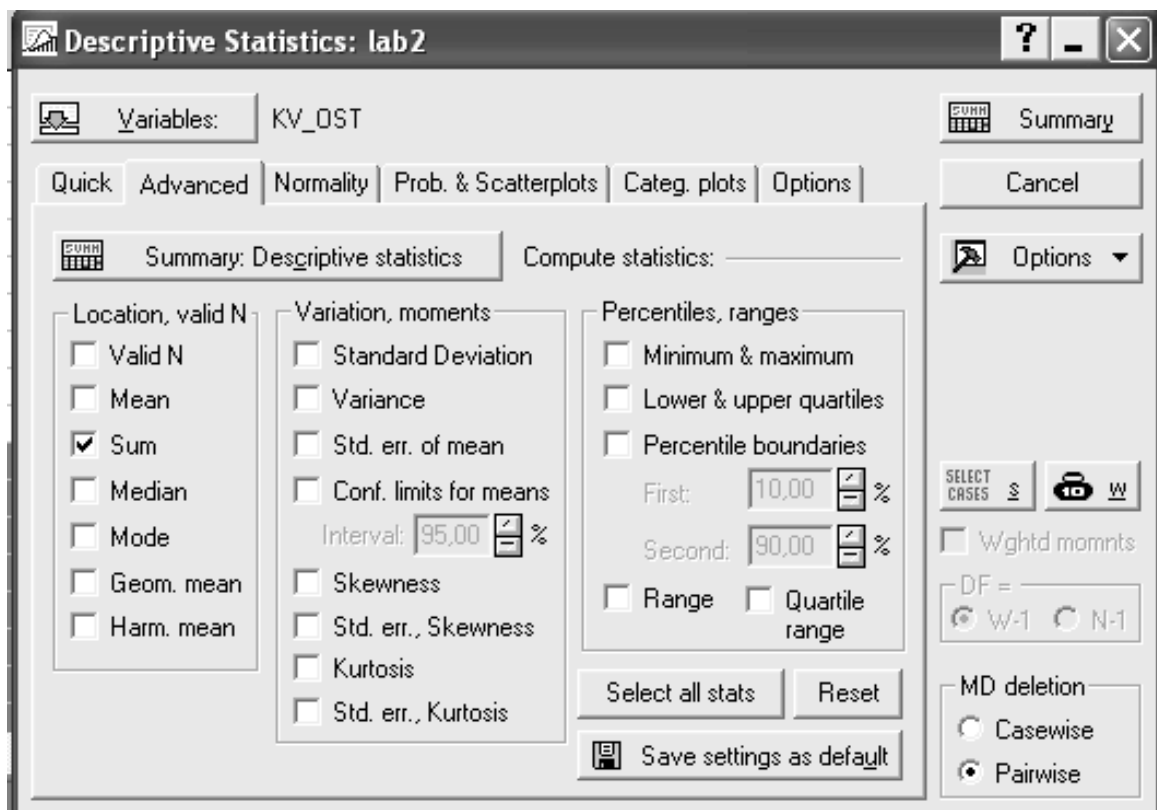 Descriptive Statistics: lab2
Variables: KV_OST
Summary
Quick Advanced Normality Prob. & Scatterplots Categ. plots Options
Cancel
Summary: Descriptive statistics Compute statistics:
Options
Location, valid N
Valid N
Mean
Sum
Median
Mode
Geom. mean
Harm. mean
Variation, moments
Standard Deviation
Variance
Std. err. of mean
Conf. limits for means
Interval: 95,00 %
Skewness
Std. err., Skewness
Kurtosis
Std. err., Kurtosis
Percentiles, ranges
Minimum & maximum
Lower & upper quartiles
Percentile boundaries
First: 10,00 %
Second: 90,00 %
Range Quartile
range
Select all stats Reset
Save settings as default
SELECT
CASES S W
Wghtd momnts
DF =
W-1 N-1
MD deletion
Casewise
Pairwise